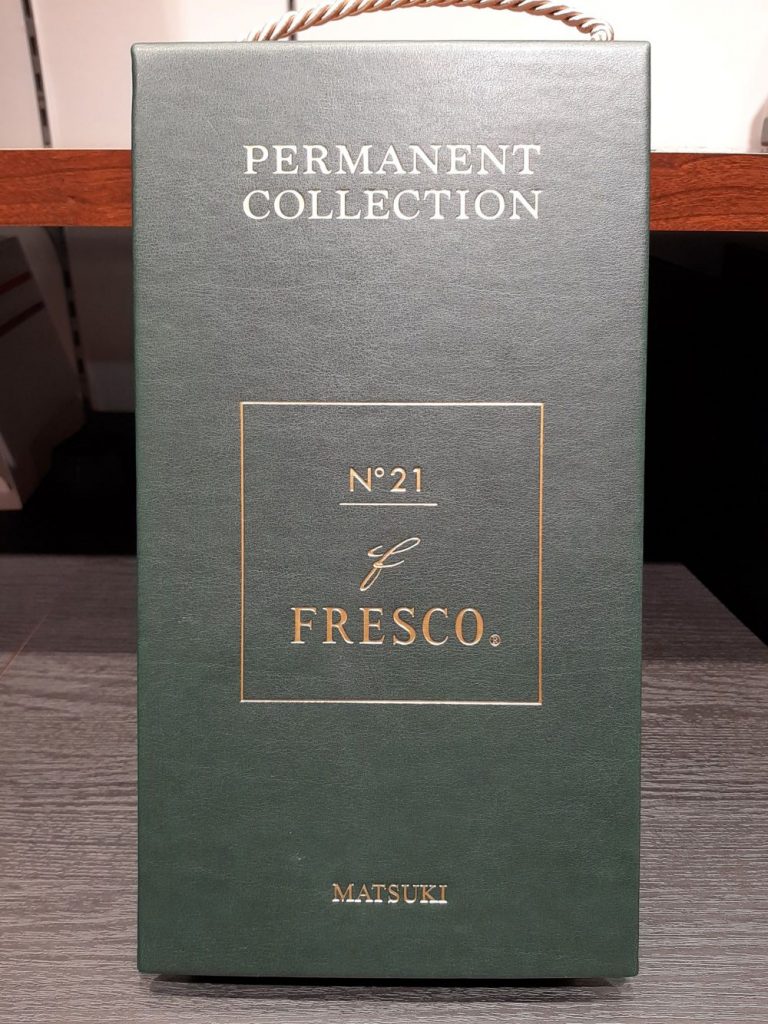 PERMANENT
COLLECTION
N°21
f
FRESCO.®
MATSUKI